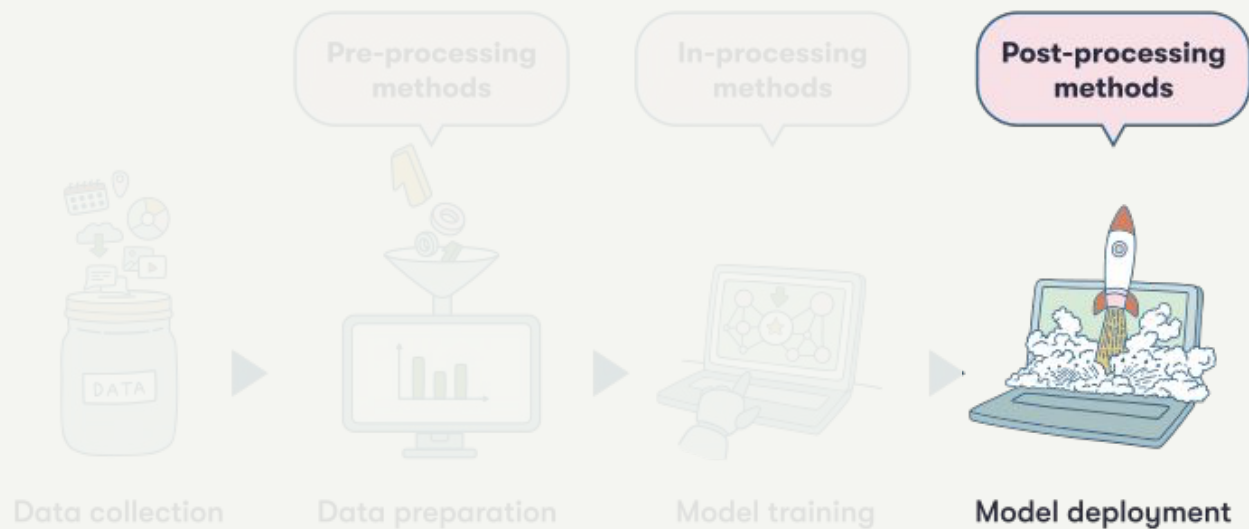 Pre-processing
methods
In-processing
methods
Post-processing
methods
DATA
Data collection
Data preparation
Model training
Model deployment